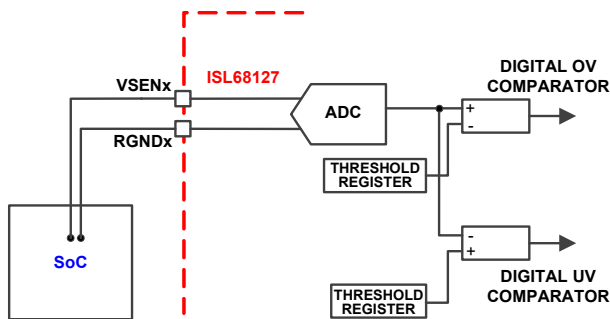 VSENx
ISL68127
DIGITAL OV
COMPARATOR
ADC
+
-
RGNDx
THRESHOLD
REGISTER
SoC
-
+
THRESHOLD
REGISTER
DIGITAL UV
COMPARATOR